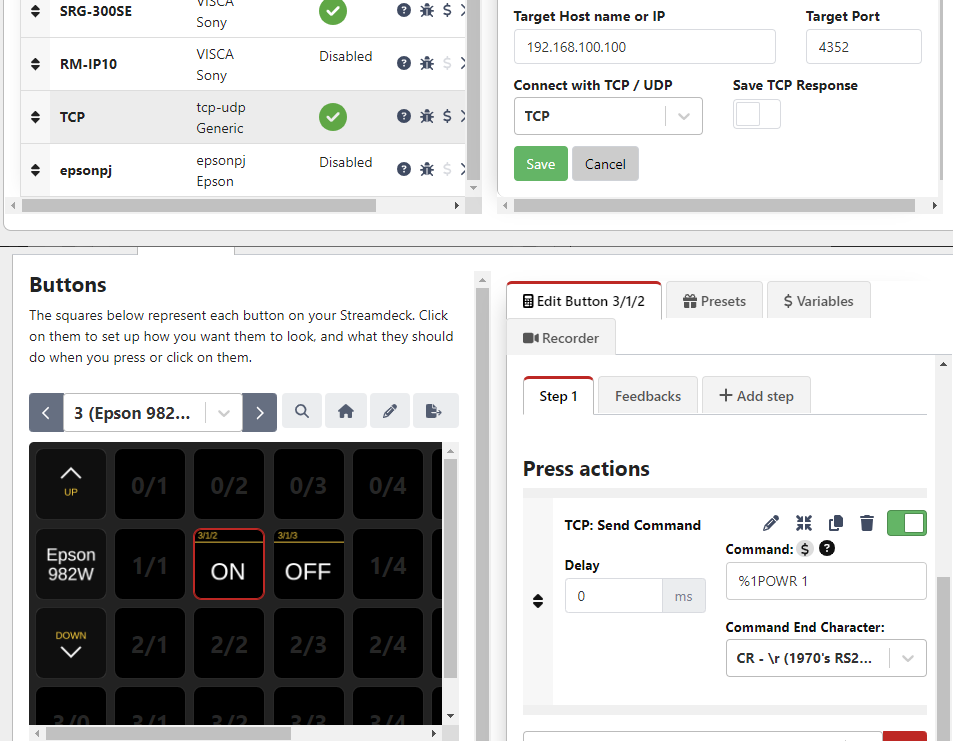 SRG-300SE
VISCA
Sony
RM-IP10
VISCA
Sony
Disabled
$
TCP
tcp-udp
Generic
$
epsonpj
epsonpj
Epson
Disabled
$
Target Host name or IP
Target Port
192.168.100.100
4352
Connect with TCP / UDP
Save TCP Response
TCP
Save
Cancel
Buttons
The squares below represent each button on your Streamdeck. Click
on them to set up how you want them to look, and what they should
do when you press or click on them.
3 (Epson 982...
UP
0/1
0/2
0/3
0/4
Epson
982W
1/1
3/1/2
ON
3/1/3
OFF
1/4
DOWN
2/1
2/2
2/3
2/4
3/0
3/1
3/2
3/3
3/4
Edit Button 3/1/2
Presets
$ Variables
Recorder
Step 1
Feedbacks
+ Add step
Press actions
TCP: Send Command
Delay
0
ms
Command: $ ?
%1POWR 1
Command End Character:
CR - \r (1970's RS2...